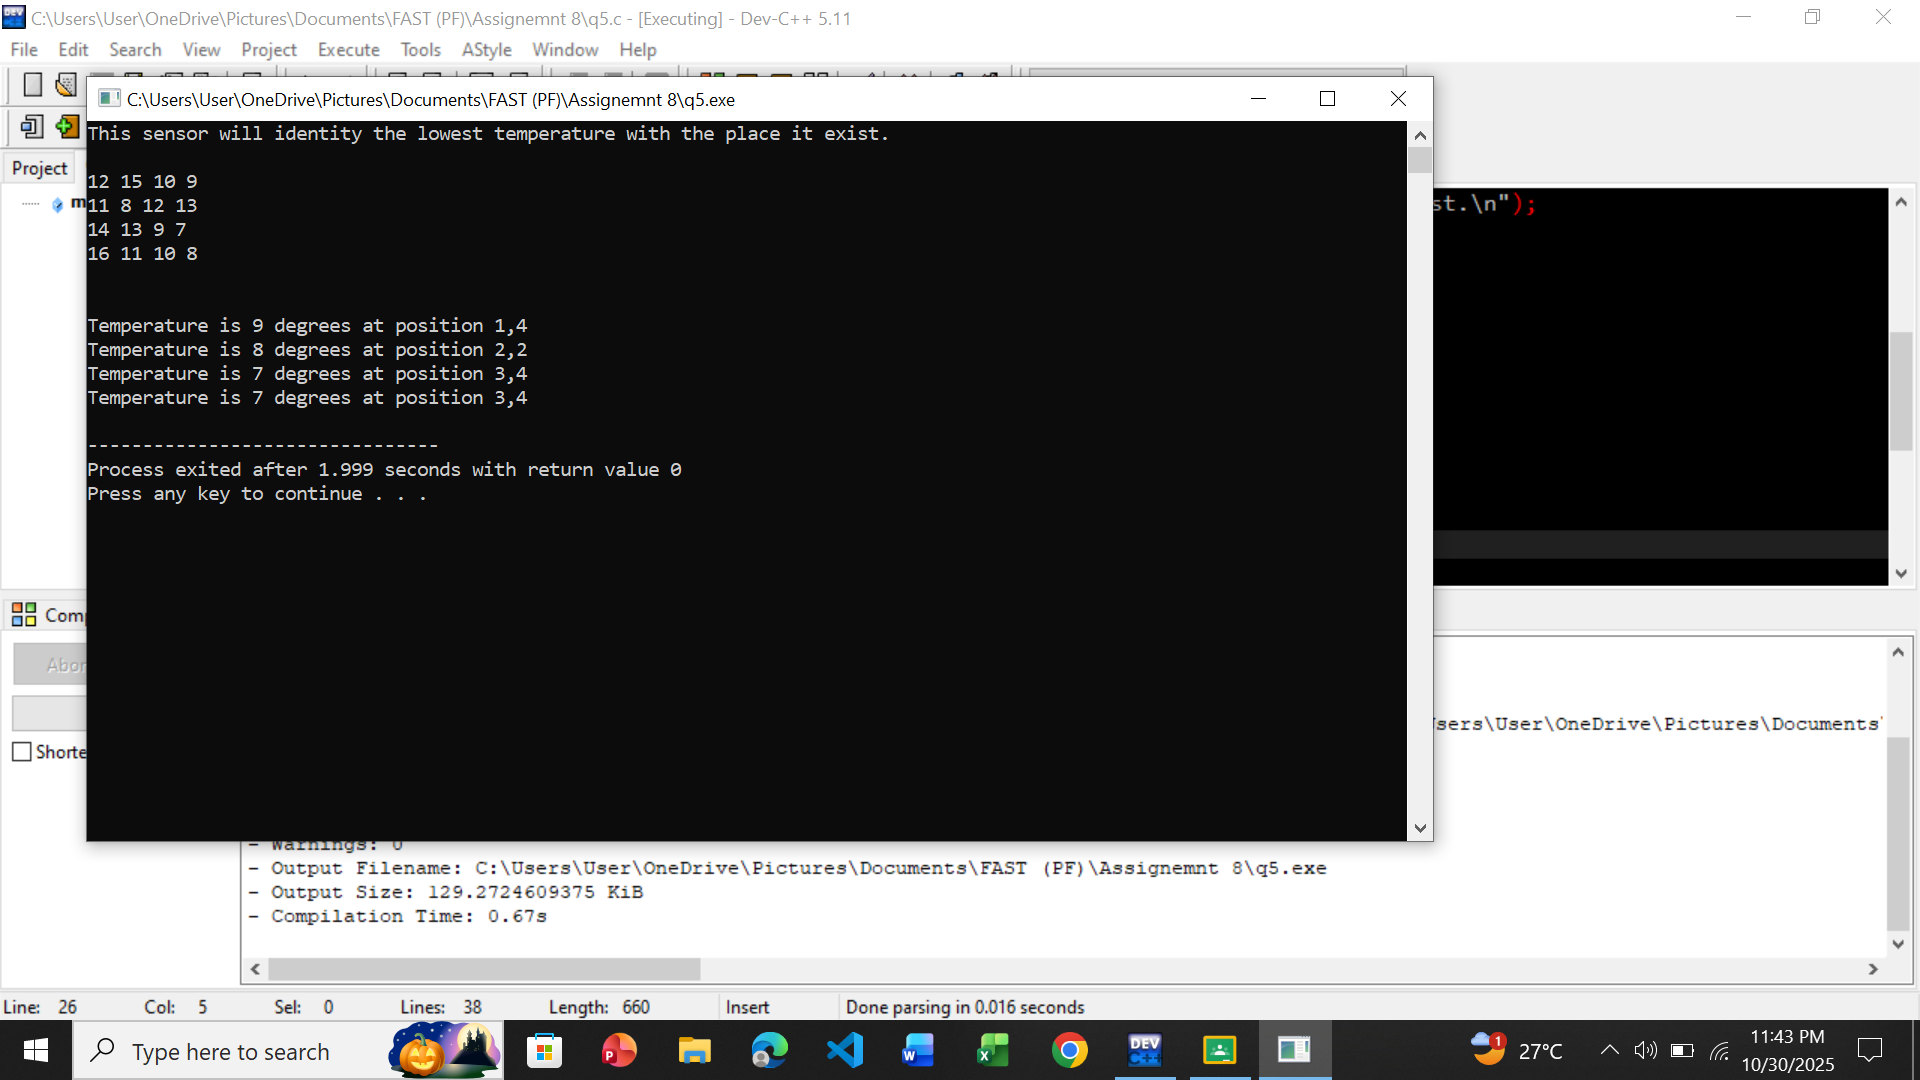 C:\Users\User\OneDrive\Pictures\Documents\FAST (PF)\Assignemnt 8\q5.c - [Executing] - Dev-C++ 5.11
File Edit Search View Project Execute Tools AStyle Window Help
C:\Users\User\OneDrive\Pictures\Documents\FAST (PF)\Assignemnt 8\q5.exe
This sensor will identity the lowest temperature with the place it exist.
Project
12 15 10 9
11 8 12 13
14 13 9 7
16 11 10 8
st.\n");
Temperature is 9 degrees at position 1,4
Temperature is 8 degrees at position 2,2
Temperature is 7 degrees at position 3,4
Temperature is 7 degrees at position 3,4
--------------------------------
Process exited after 1.999 seconds with return value 0
Press any key to continue . . .
Comp
Abor
sers\User\OneDrive\Pictures\Documents
Shorte
- Warnings: 0
- Output Filename: C:\Users\User\OneDrive\Pictures\Documents\FAST (PF)\Assignemnt 8\q5.exe
- Output Size: 129.2724609375 KiB
- Compilation Time: 0.67s
Line: 26 Col: 5 Sel: 0 Lines: 38 Length: 660 Insert Done parsing in 0.016 seconds
Type here to search
DEV C++
1
27°C
11:43 PM
10/30/2025